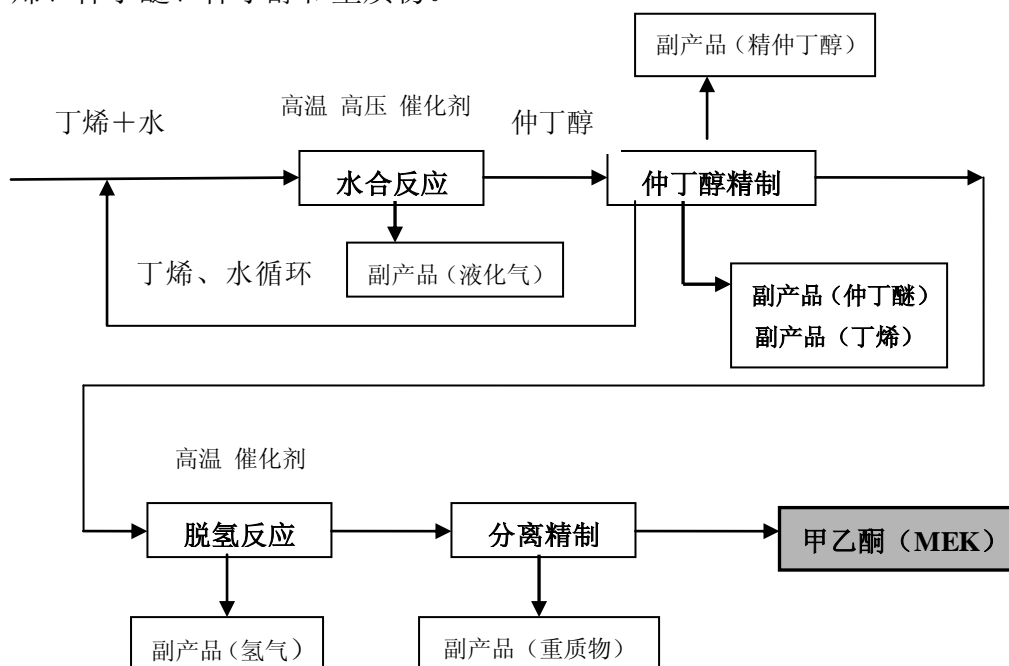 烯、仲丁醚、仲丁醇和重质物。
副产品（精仲丁醇）
高温 高压 催化剂
丁烯＋水
仲丁醇
水合反应
仲丁醇精制
丁烯、水循环
副产品（液化气）
副产品（仲丁醚）
副产品（丁烯）
高温 催化剂
脱氢反应
分离精制
甲乙酮（MEK）
副产品（氢气）
副产品（重质物）